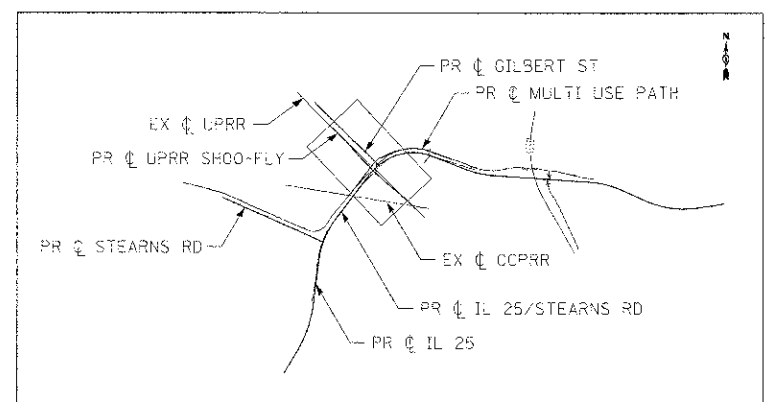 N
PR ℄ GILBERT ST
PR ℄ MULTI USE PATH
EX ℄ UPRR
PR ℄ UPRR SHOO-FLY
PR ℄ STEARNS RD
EX ℄ CCPRR
PR ℄ IL 25/STEARNS RD
PR ℄ IL 25